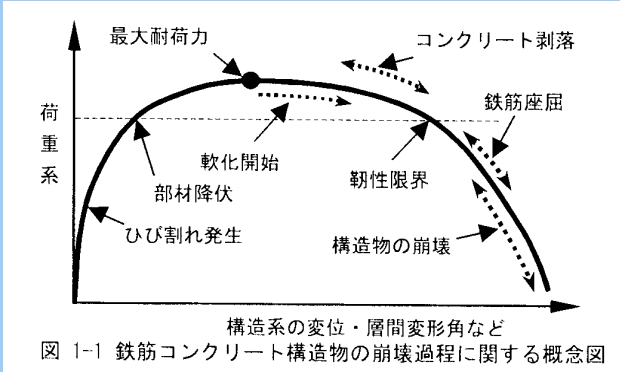 最大耐荷力
コンクリート剥落
荷重系
鉄筋座屈
軟化開始
靭性限界
部材降伏
ひび割れ発生
構造物の崩壊
構造系の変位・層間変形角など
図 1-1 鉄筋コンクリート構造物の崩壊過程に関する概念図